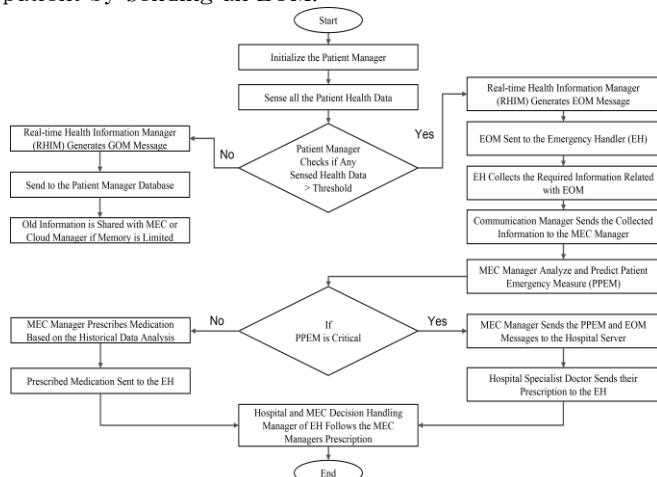 patient by sending an EOM.
Start
Initialize the Patient Manager
Sense all the Patient Health Data
Patient Manager
Checks if Any
Sensed Health Data
> Threshold
No
Yes
Real-time Health Information Manager
(RHIM) Generates GOM Message
Send to the Patient Manager Database
Old Information is Shared with MEC or
Cloud Manager if Memory is Limited
Real-time Health Information Manager
(RHIM) Generates EOM Message
EOM Sent to the Emergency Handler (EH)
EH Collects the Required Information Related
with EOM
Communication Manager Sends the Collected
Information to the MEC Manager
MEC Manager Analyze and Predict Patient
Emergency Measure (PPEM)
If
PPEM is Critical
No
Yes
MEC Manager Prescribes Medication
Based on the Historical Data Analysis
Prescribed Medication Sent to the EH
MEC Manager Sends the PPEM and EOM
Messages to the Hospital Server
Hospital Specialist Doctor Sends their
Prescription to the EH
Hospital and MEC Decision Handling
Manager of EH Follows the MEC
Managers Prescription
End